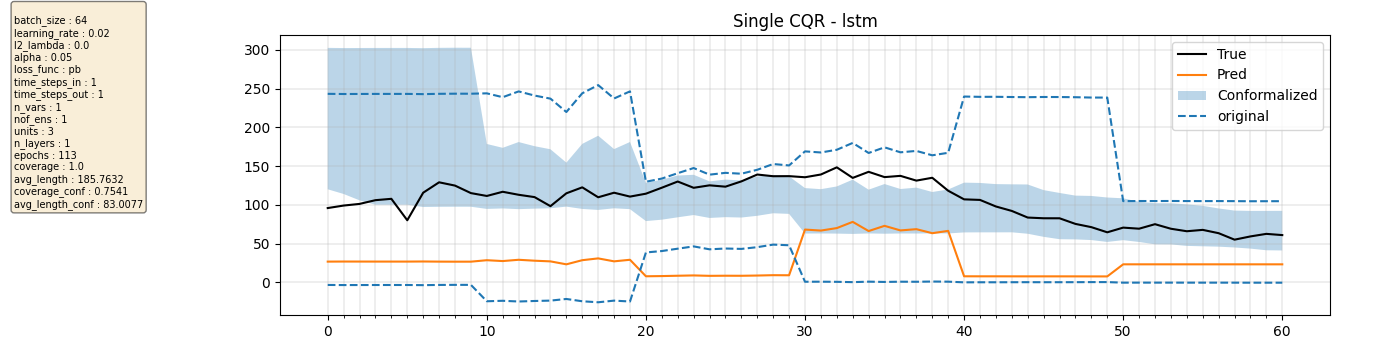 batch_size : 64
learning_rate : 0.02
l2_lambda : 0.0
alpha : 0.05
loss_func : pb
time_steps_in : 1
time_steps_out : 1
n_vars : 1
nof_ens : 1
units : 3
n_layers : 1
epochs : 113
coverage : 1.0
avg_length : 185.7632
coverage_conf : 0.7541
avg_length_conf : 83.0077
Single CQR - lstm
300
250
200
150
100
50
0
True
Pred
Conformalized
original
0 10 20 30 40 50 60